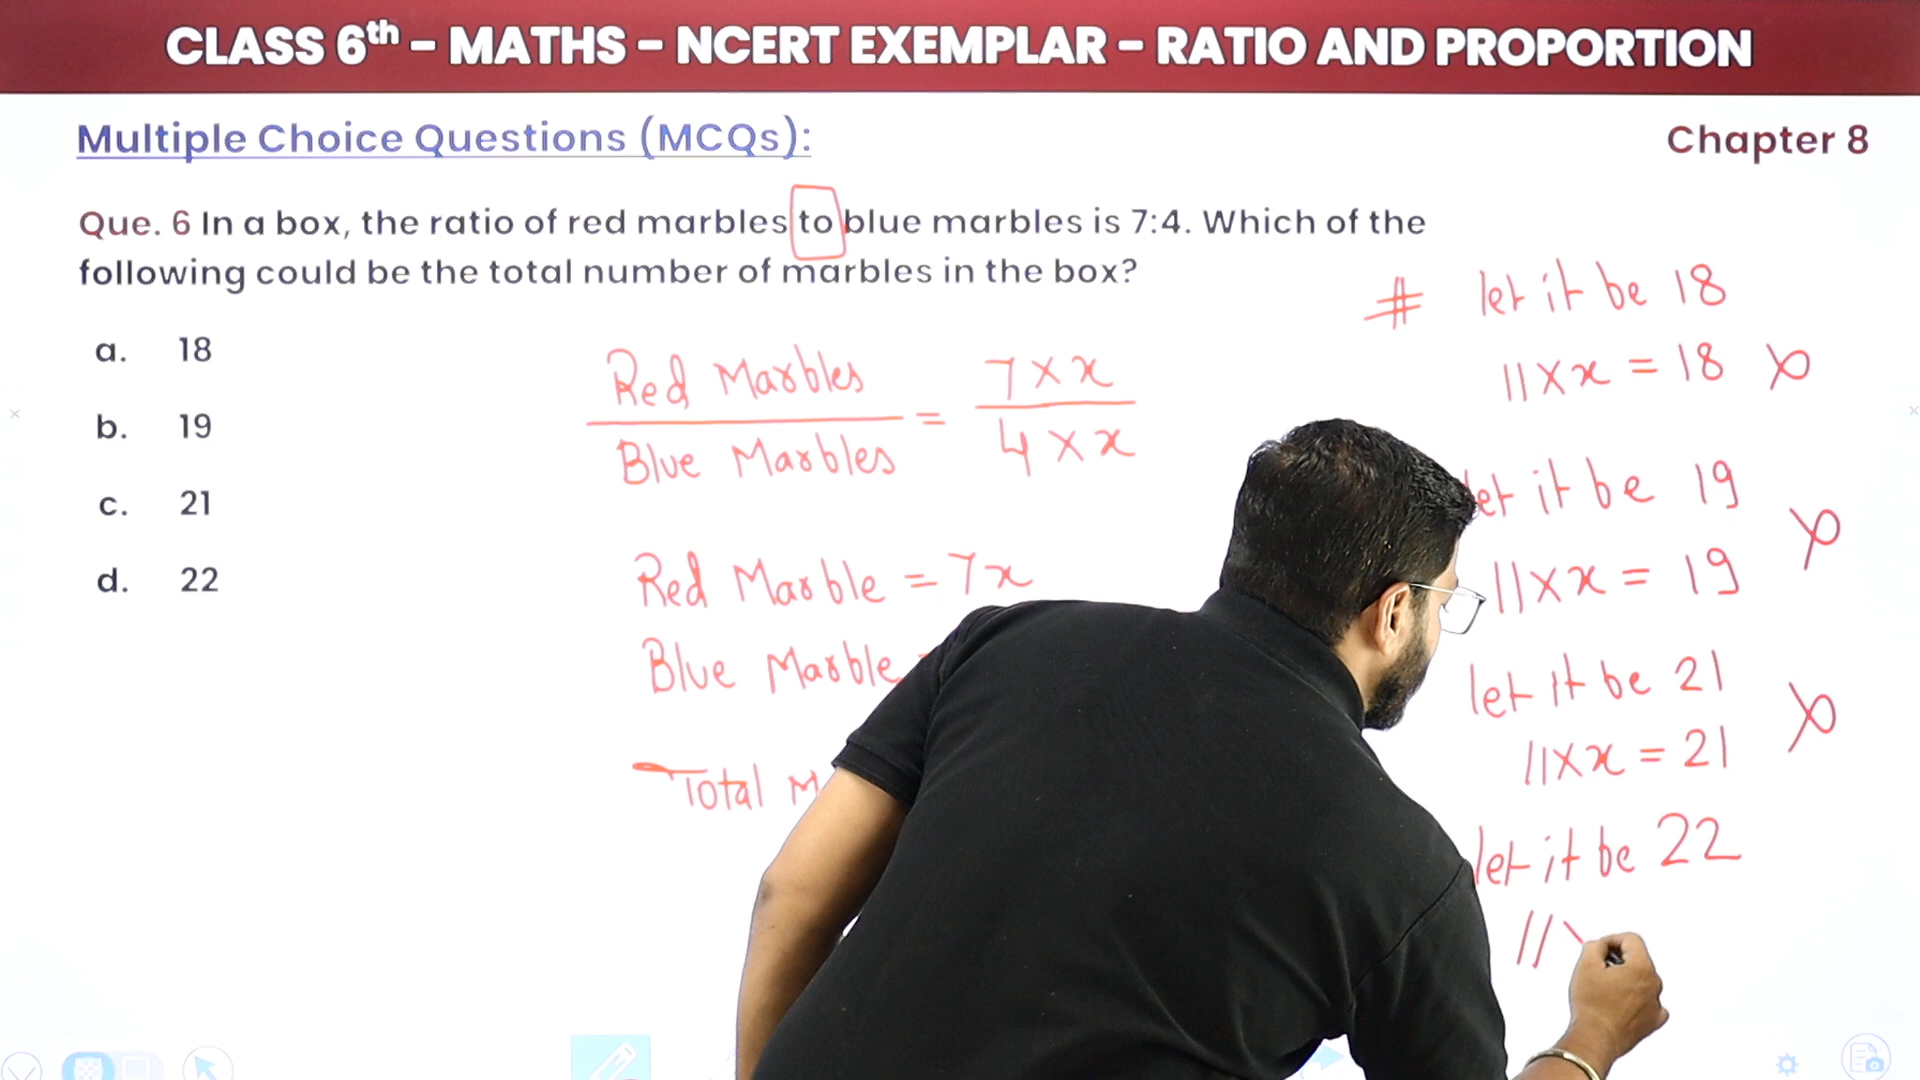 CLASS 6th – MATHS – NCERT EXEMPLAR – RATIO AND PROPORTION
Multiple Choice Questions (MCQs):
Chapter 8
Que. 6 In a box, the ratio of red marbles to blue marbles is 7:4. Which of the
following could be the total number of marbles in the box?
a. 18
b. 19
c. 21
d. 22
Red Marbles
Blue Marbles
=
7 × x
4 × x
Red Marble = 7x
Blue Marble
Total M
# let it be 18
11 × x = 18
let it be 19
11 × x = 19
let it be 21
11 × x = 21
let it be 22
11 ×